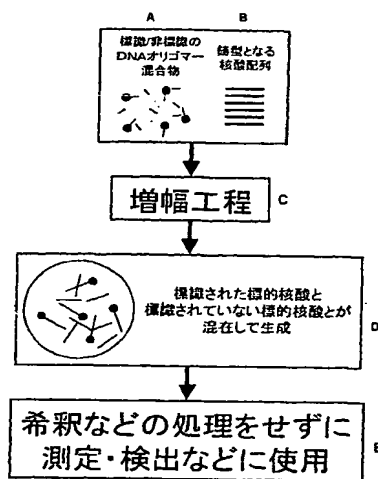 A
B
標識/非標識の
DNAオリゴマー
混合物
鋳型となる
核酸配列
増幅工程
C
標識された標的核酸と
標識されていない標的核酸とが
混在して生成
D
希釈などの処理をせずに
測定・検出などに使用
E